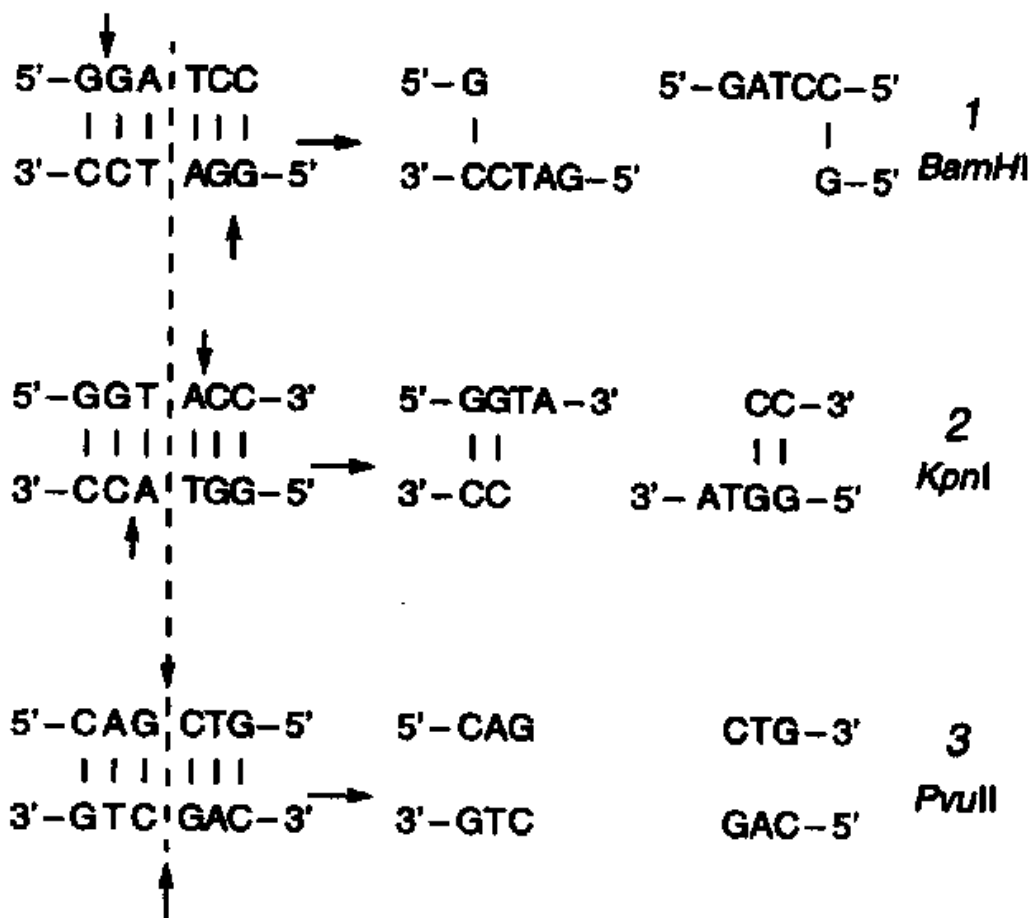 5'-GGA TCC
3'-CCT AGG-5'
5'-G
3'-CCTAG-5'
5'-GATCC-5'
G-5'
1
BamHI
5'-GGT ACC-3'
3'-CCA TGG-5'
5'-GGTA-3'
3'-CC
CC-3'
3'-ATGG-5'
2
KpnI
5'-CAG CTG-5'
3'-GTC GAC-3'
5'-CAG
3'-GTC
CTG-3'
GAC-5'
3
PvuII